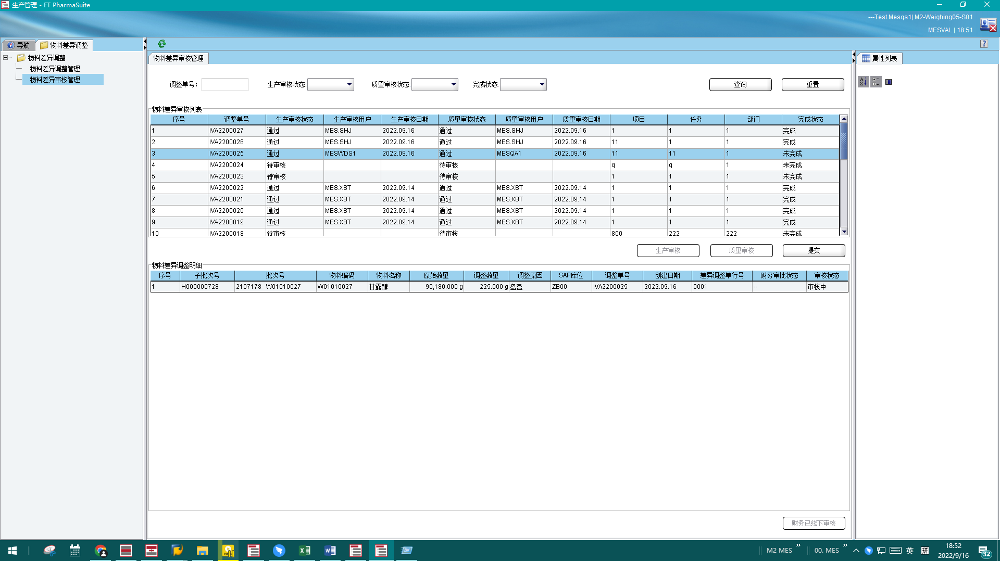 生产管理 - FT PharmaSuite
---Test.Mesqa1| M2-Weighing05-S01
MESVAL | 18:51
导航
物料差异调整
物料差异调整
物料差异调整管理
物料差异审核管理
物料差异审核管理
属性列表
调整单号:
生产审核状态:
质量审核状态:
完成状态:
查询
重置
物料差异审核列表
序号 调整单号 生产审核状态 生产审核用户 生产审核日期 质量审核状态 质量审核用户 质量审核日期 项目 任务 部门 完成状态
1 IVA2200027 通过 MES.SHJ 2022.09.16 通过 MES.SHJ 2022.09.16 1 1 1 完成
2 IVA2200026 通过 MES.SHJ 2022.09.16 通过 MES.SHJ 2022.09.16 11 1 1 完成
3 IVA2200025 通过 MESWDS1 2022.09.16 通过 MESQA1 2022.09.16 11 11 1 未完成
4 IVA2200024 待审核 待审核 q q 1 未完成
5 IVA2200023 待审核 待审核 1 1 1 未完成
6 IVA2200022 通过 MES.XBT 2022.09.14 通过 MES.XBT 2022.09.14 1 1 1 完成
7 IVA2200021 通过 MES.XBT 2022.09.14 通过 MES.XBT 2022.09.14 1 1 1 完成
8 IVA2200020 通过 MES.XBT 2022.09.14 通过 MES.XBT 2022.09.14 1 1 1 完成
9 IVA2200019 通过 MES.XBT 2022.09.14 通过 MES.XBT 2022.09.14 1 1 1 完成
10 IVA2200018 待审核 待审核 800 222 222 未完成
生产审核 质量审核 提交
物料差异调整明细
序号 子批次号 批次号 物料编码 物料名称 原始数量 调整数量 调整原因 SAP库位 调整单号 创建日期 差异调整单行号 财务审批状态 审核状态
1 H000000728 2107178 W01010027 W01010027 甘露醇 90,180.000 g 225.000 g 盘盈 ZB00 IVA2200025 2022.09.16 0001 -- 审核中
财务已线下审核
M2 MES
00. MES
英
拼
18:52
2022/9/16
32